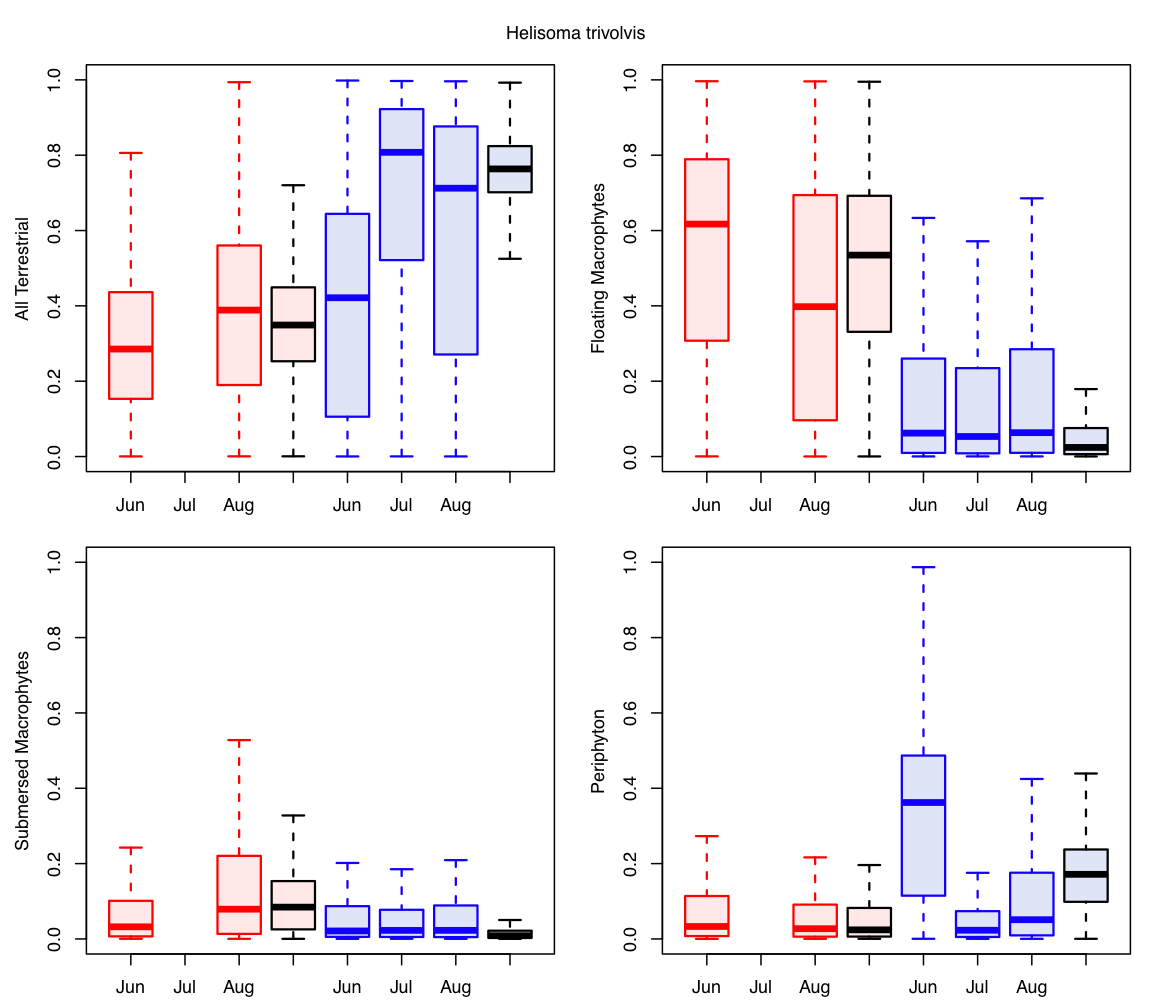 Helisoma trivolvis
All Terrestrial
0.0 0.2 0.4 0.6 0.8 1.0
Jun Jul Aug Jun Jul Aug
Floating Macrophytes
0.0 0.2 0.4 0.6 0.8 1.0
Jun Jul Aug Jun Jul Aug
Submersed Macrophytes
0.0 0.2 0.4 0.6 0.8 1.0
Jun Jul Aug Jun Jul Aug
Periphyton
0.0 0.2 0.4 0.6 0.8 1.0
Jun Jul Aug Jun Jul Aug